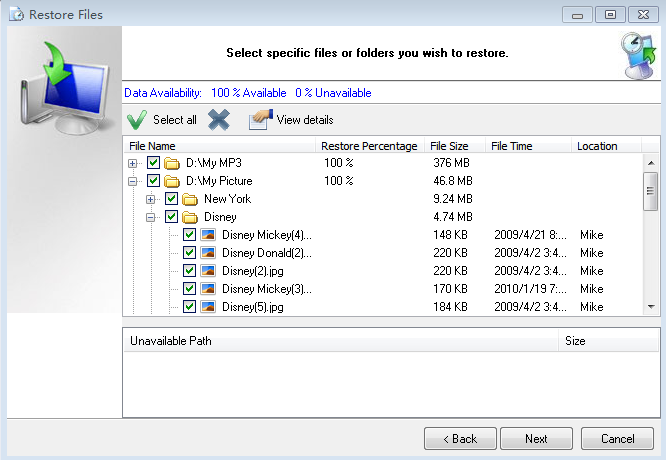 Restore Files
Select specific files or folders you wish to restore.
Data Availability: 100 % Available 0 % Unavailable
Select all View details
File Name Restore Percentage File Size File Time Location
D:\My MP3 100 % 376 MB
D:\My Picture 100 % 46.8 MB
New York 9.24 MB
Disney 4.74 MB
Disney Mickey(4)... 148 KB 2009/4/21 8:... Mike
Disney Donald(2)... 220 KB 2009/4/2 3:4... Mike
Disney(2).jpg 220 KB 2009/4/2 3:4... Mike
Disney Mickey(3)... 170 KB 2010/1/19 7:... Mike
Disney(5).jpg 184 KB 2009/4/2 3:4... Mike
Unavailable Path Size
< Back Next Cancel